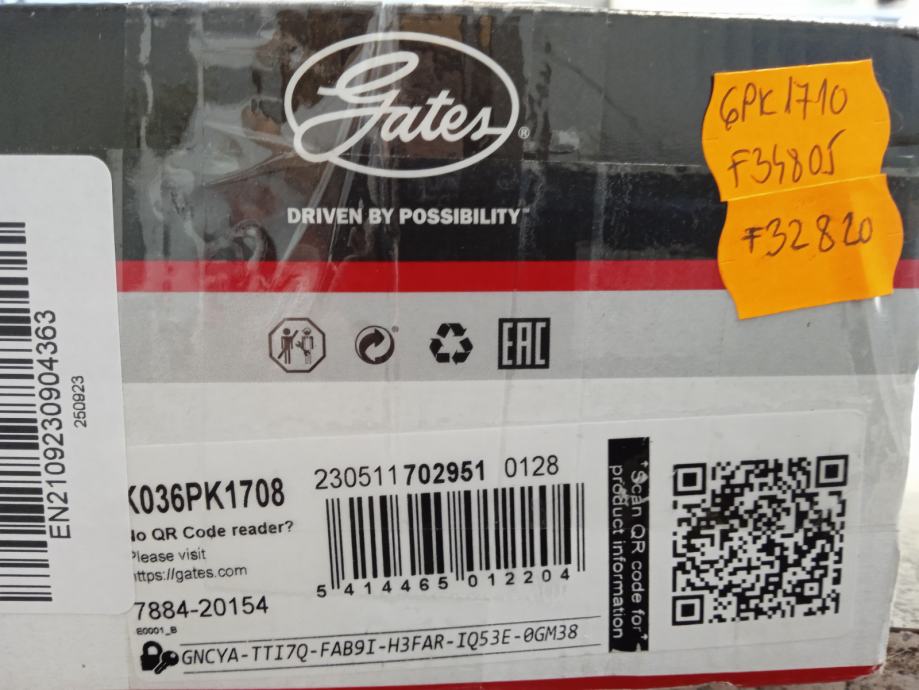 Gates®
DRIVEN BY POSSIBILITY™
6PK1710
F34805
F32820
EAC
EN2109230904363
250923
K036PK1708
No QR Code reader?
Please visit
https://gates.com
7884-20154
E0001_B
230511702951 0128
5 414465 012204
*Scan QR code for*
product information
GNCYA-TTI7Q-FAB9I-H3FAR-IQ53E-0GM38